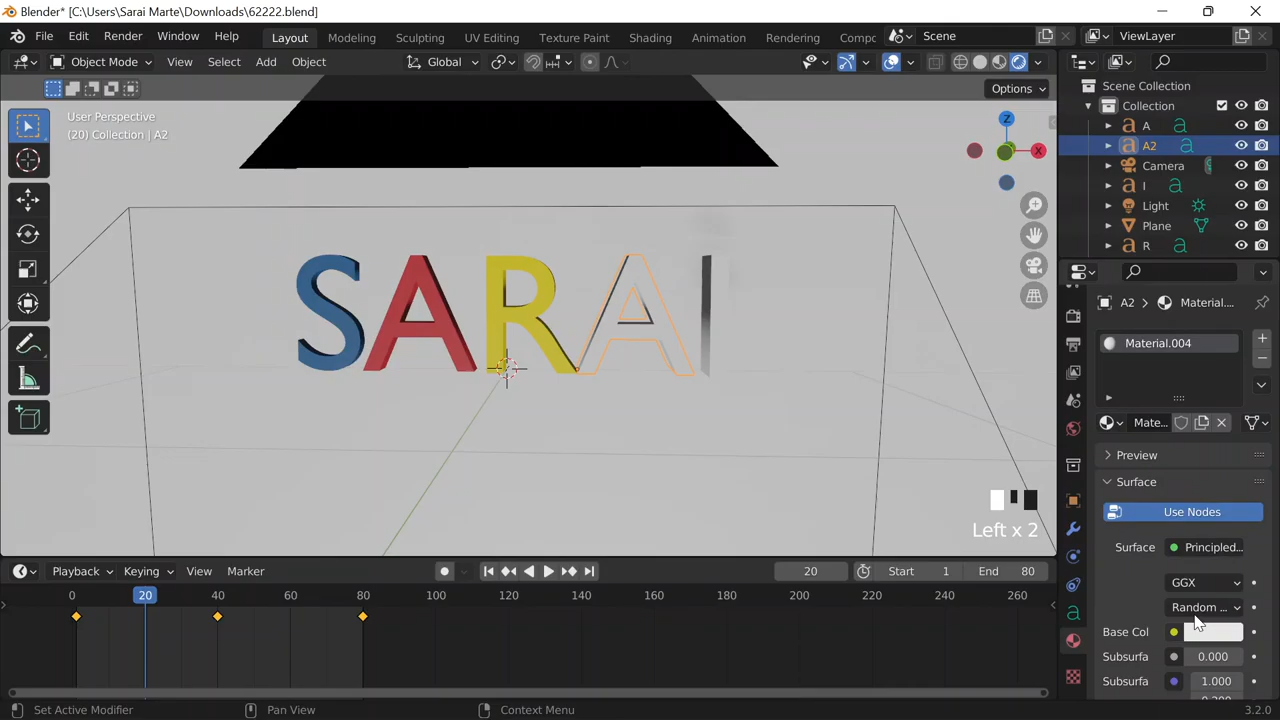 Blender* [C:\Users\Sarai Marte\Downloads\62222.blend]
File Edit Render Window Help Layout Modeling Sculpting UV Editing Texture Paint Shading Animation Rendering Compc Scene ViewLayer
Object Mode View Select Add Object Global
Options
User Perspective
(20) Collection | A2
Z
X
SARAI
Left x 2
Scene Collection
Collection
A
A2
Camera
I
Light
Plane
R
A2 Material....
Material.004
Mate...
Preview
Surface
Use Nodes
Surface Principled...
GGX
Random ...
Base Col
Subsurfa 0.000
Subsurfa 1.000
Playback Keying View Marker 20 Start 1 End 80
0 20 40 60 80 100 120 140 160 180 200 220 240 260
Set Active Modifier Pan View Context Menu 3.2.0